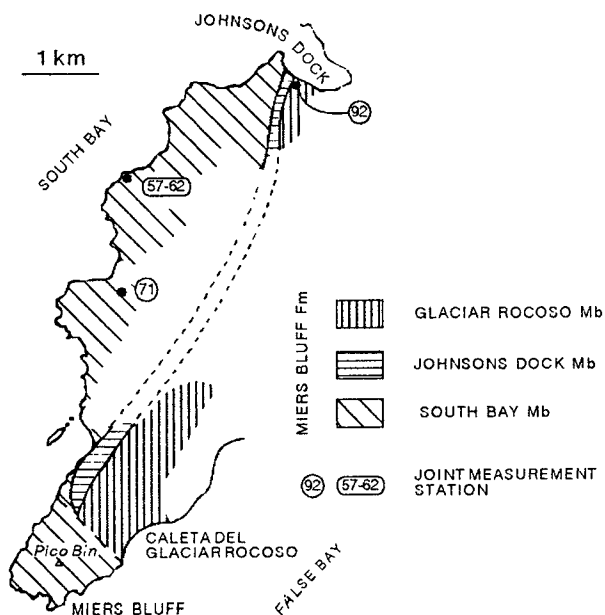 JOHNSONS DOCK
1 km
92
SOUTH BAY
57-62
71
MIERS BLUFF Fm
GLACIAR ROCOSO Mb
JOHNSONS DOCK Mb
SOUTH BAY Mb
92 57-62 JOINT MEASUREMENT
STATION
CALETA DEL
GLACIAR ROCOSO
Pico Bin
MIERS BLUFF
FALSE BAY